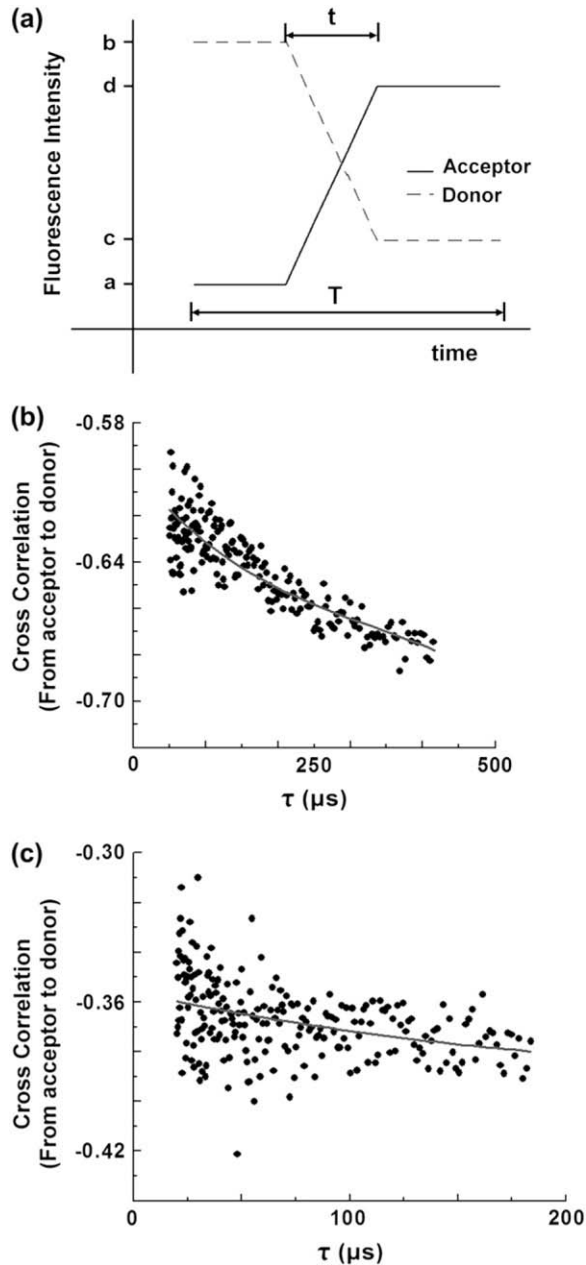 (a)
Fluorescence Intensity
b
d
c
a
t
T
Acceptor
Donor
time
(b)
Cross Correlation
(From acceptor to donor)
-0.58
-0.64
-0.70
0
250
500
τ (μs)
(c)
Cross Correlation
(From acceptor to donor)
-0.30
-0.36
-0.42
0
50
100
200
τ (μs)